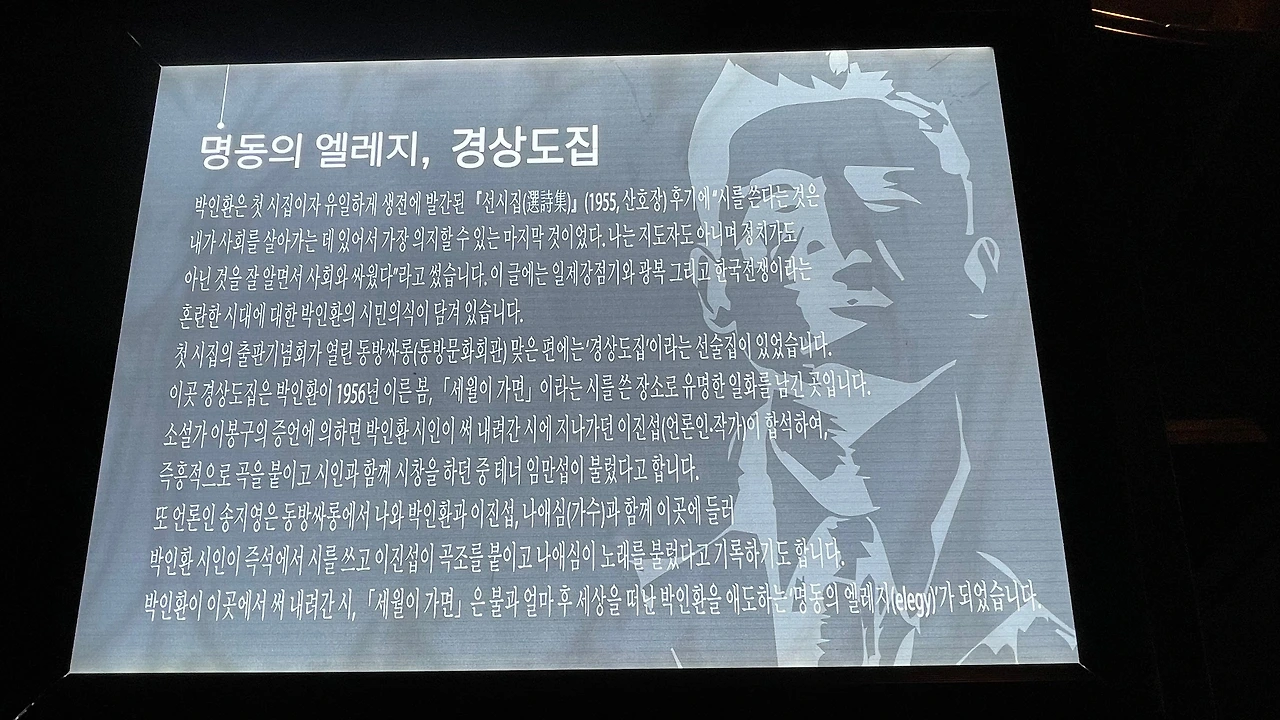 명동의 엘레지, 경상도집
박인환은 첫 시집이자 유일하게 생전에 발간된 『선시집(選詩集)』(1955, 산호장) 후기에 "시를 쓴다는 것은
내가 사회를 살아가는 데 있어서 가장 의지할 수 있는 마지막 것이었다. 나는 지도자도 아니며 정치가도
아닌 것을 잘 알면서 사회와 싸웠다"라고 썼습니다. 이 글에는 일제강점기와 광복 그리고 한국전쟁이라는
혼란한 시대에 대한 박인환의 시민의식이 담겨 있습니다.
첫 시집의 출판기념회가 열린 동방싸롱(동방문화회관) 맞은 편에는 '경상도집'이라는 선술집이 있었습니다.
이곳 경상도집은 박인환이 1956년 이른 봄, 「세월이 가면」이라는 시를 쓴 장소로 유명한 일화를 남긴 곳입니다.
소설가 이봉구의 증언에 의하면 박인환 시인이 써 내려간 시에 지나가던 이진섭(언론인·작가)이 합석하여,
즉흥적으로 곡을 붙이고 시인과 함께 시창을 하던 중 테너 임만섭이 불렀다고 합니다.
또 언론인 송지영은 동방싸롱에서 나와 박인환과 이진섭, 나애심(가수)과 함께 이곳에 들러
박인환 시인이 즉석에서 시를 쓰고 이진섭이 곡조를 붙이고 나애심이 노래를 불렀다고 기록하기도 합니다.
박인환이 이곳에서 써 내려간 시, 「세월이 가면」은 불과 얼마 후 세상을 떠난 박인환을 애도하는 '명동의 엘레지(elegy)'가 되었습니다.